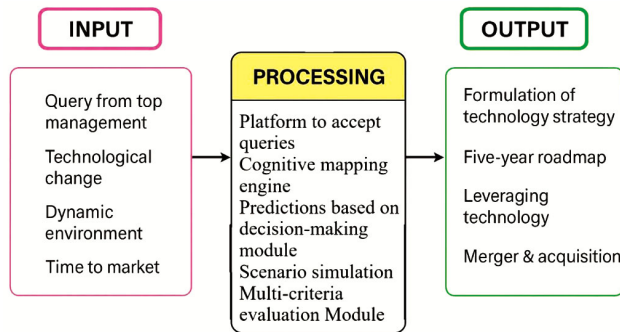 INPUT
Query from top
management
Technological
change
Dynamic
environment
Time to market
PROCESSING
Platform to accept
queries
Cognitive mapping
engine
Predictions based on
decision-making
module
Scenario simulation
Multi-criteria
evaluation Module
OUTPUT
Formulation of
technology strategy
Five-year roadmap
Leveraging
technology
Merger & acquisition